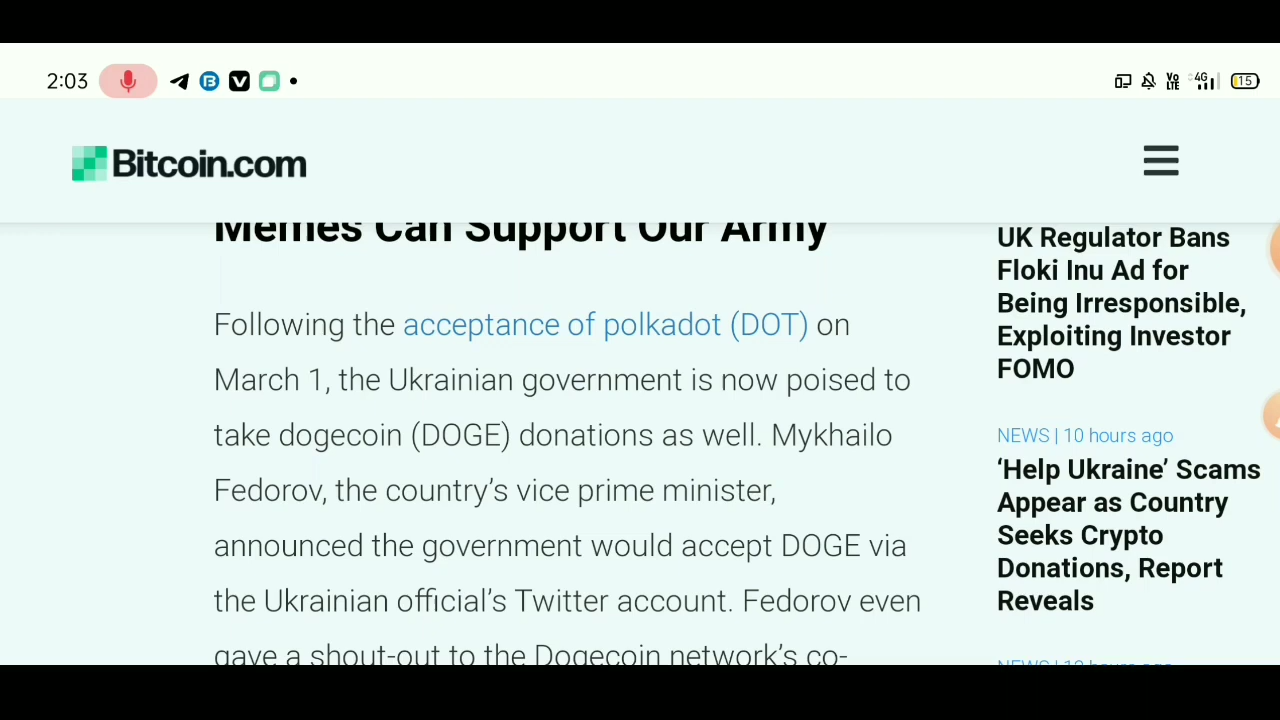 2:03
Vo LTE 4G 15
Bitcoin.com
Memes Can Support Our Army
Following the acceptance of polkadot (DOT) on
March 1, the Ukrainian government is now poised to
take dogecoin (DOGE) donations as well. Mykhailo
Fedorov, the country’s vice prime minister,
announced the government would accept DOGE via
the Ukrainian official’s Twitter account. Fedorov even
gave a shout-out to the Dogecoin network’s co-
UK Regulator Bans
Floki Inu Ad for
Being Irresponsible,
Exploiting Investor
FOMO
NEWS | 10 hours ago
‘Help Ukraine’ Scams
Appear as Country
Seeks Crypto
Donations, Report
Reveals